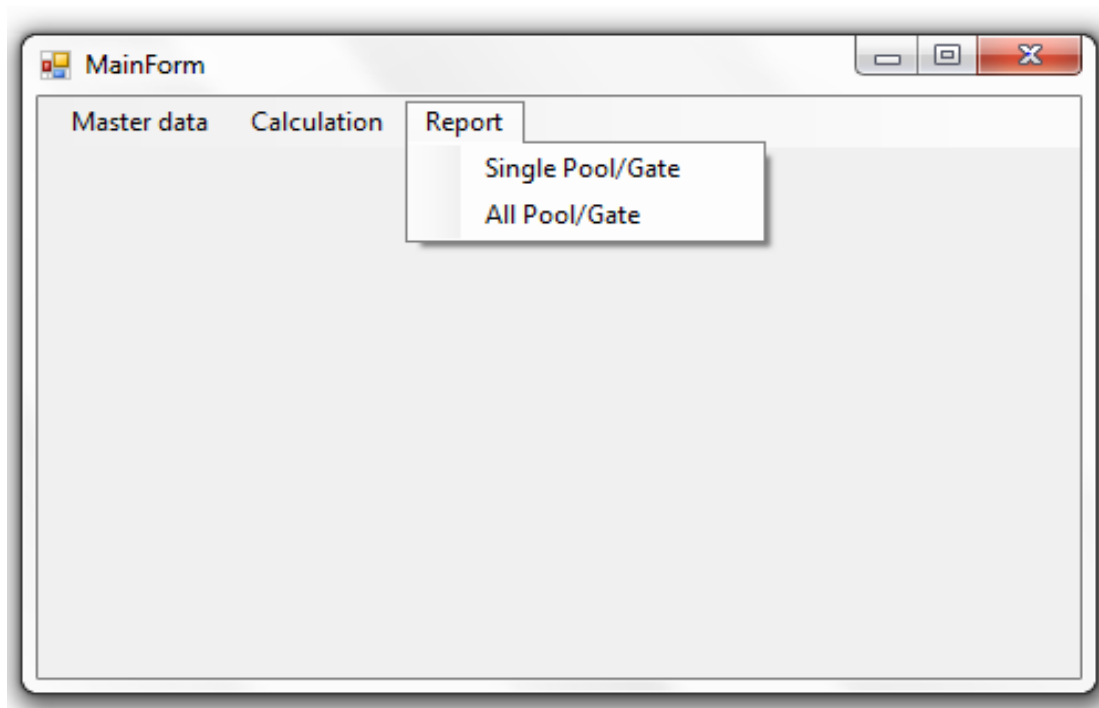 MainForm
Master data Calculation Report
Single Pool/Gate
All Pool/Gate